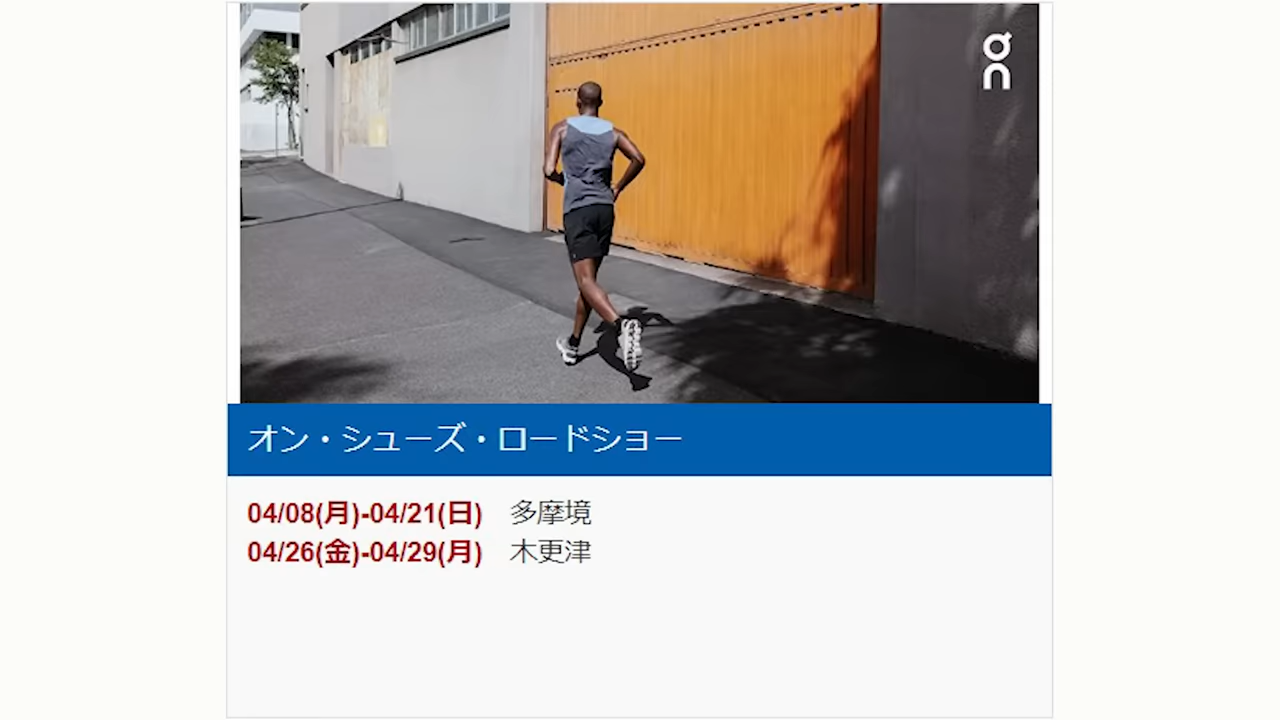 on
オン・シューズ・ロードショー
04/08(月)-04/21(日) 多摩境
04/26(金)-04/29(月) 木更津